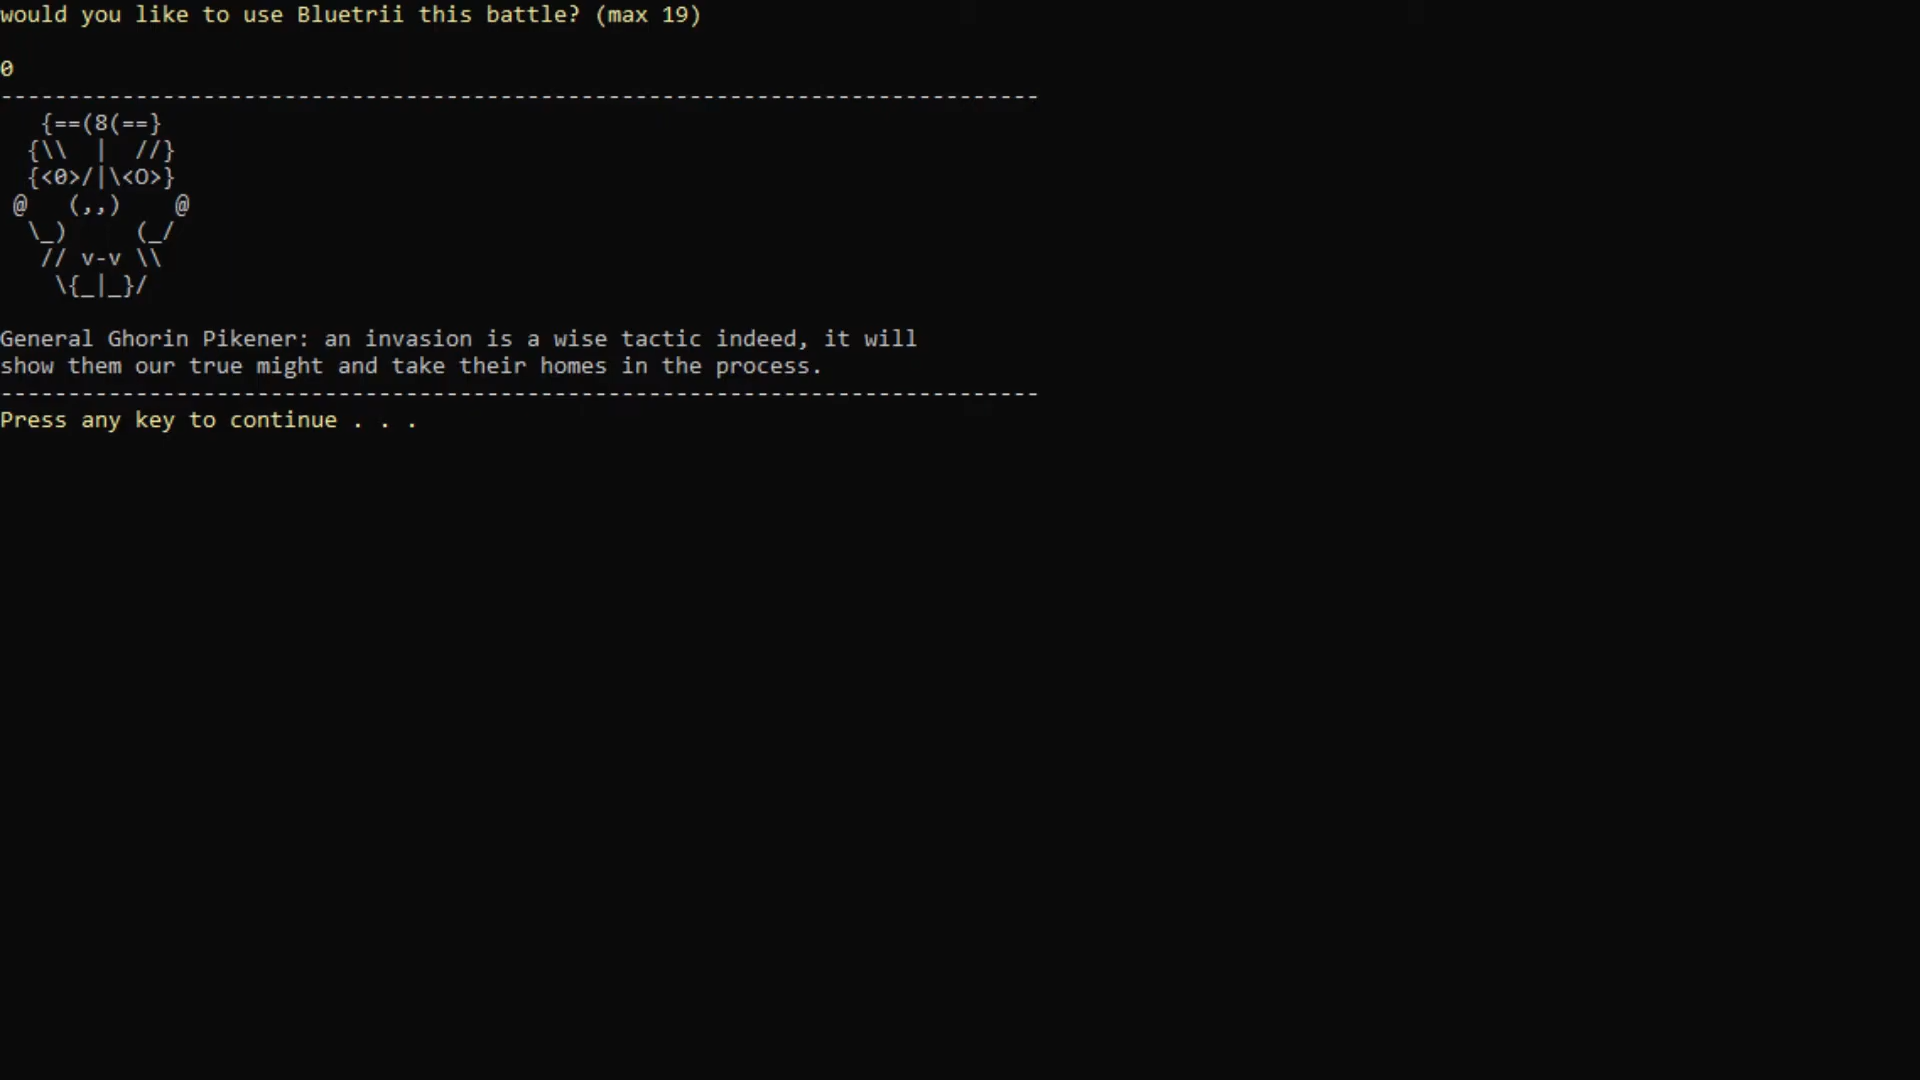 would you like to use Bluetrii this battle? (max 19)
0
-----------------------------------------------------------------------------
   {==(8(==}
  {\\  |  //}
  {<0>/|\<O>}
 @   (,,)    @
  \_)     (_/
   // v-v \\
    \{_|_}/
General Ghorin Pikener: an invasion is a wise tactic indeed, it will
show them our true might and take their homes in the process.
-----------------------------------------------------------------------------
Press any key to continue . . .